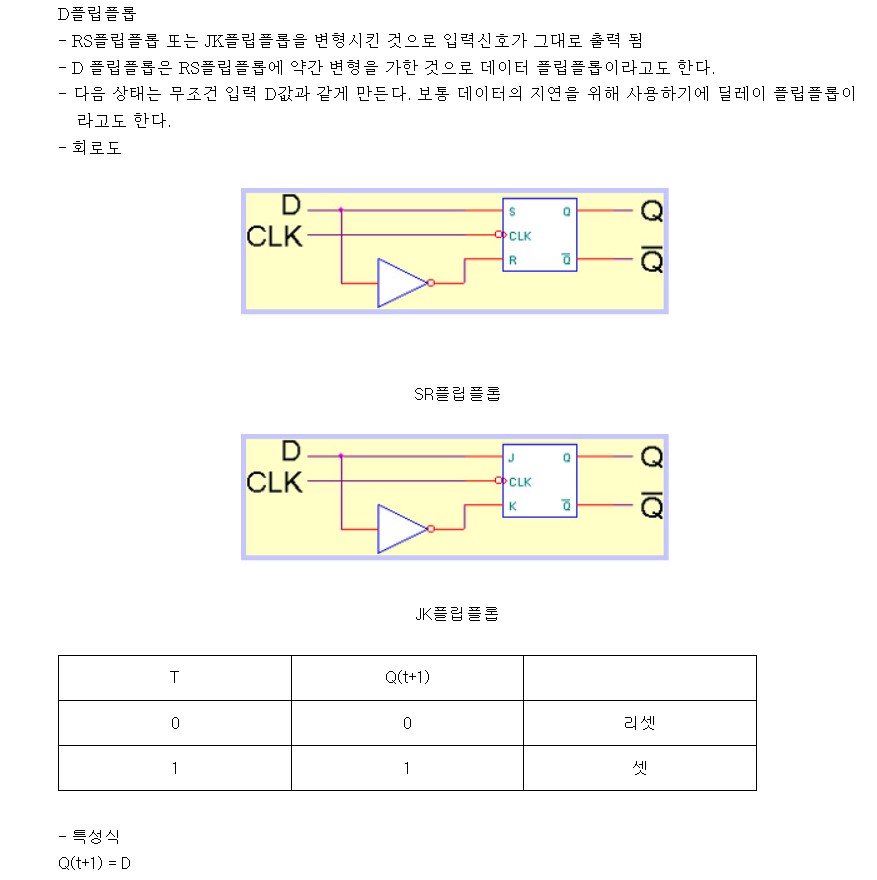 D플립플롭
- RS플립플롭 또는 JK플립플롭을 변형시킨 것으로 입력신호가 그대로 출력 됨
- D 플립플롭은 RS플립플롭에 약간 변형을 가한 것으로 데이터 플립플롭이라고도 한다.
- 다음 상태는 무조건 입력 D값과 같게 만든다. 보통 데이터의 지연을 위해 사용하기에 딜레이 플립플롭이
라고도 한다.
- 회로도
D S Q Q
CLK CLK
R Q̅ Q̅
SR플립플롭
D J Q Q
CLK CLK
K Q̅ Q̅
JK플립플롭
T Q(t+1)
0 0 리셋
1 1 셋
- 특성식
Q(t+1) = D